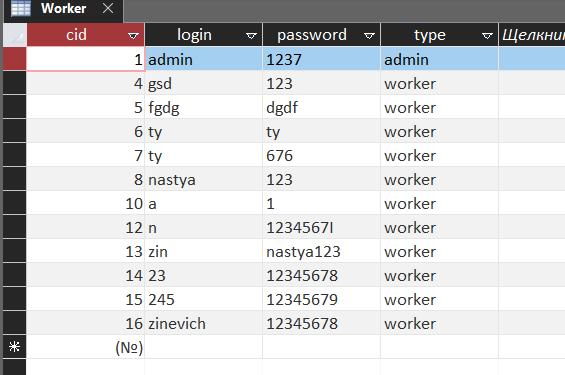 Worker
cid login password type Щелкни
1 admin 1237 admin
4 gsd 123 worker
5 fgdg dgdf worker
6 ty ty worker
7 ty 676 worker
8 nastya 123 worker
10 a 1 worker
12 n 1234567l worker
13 zin nastya123 worker
14 23 12345678 worker
15 245 12345679 worker
16 zinevich 12345678 worker
(№)